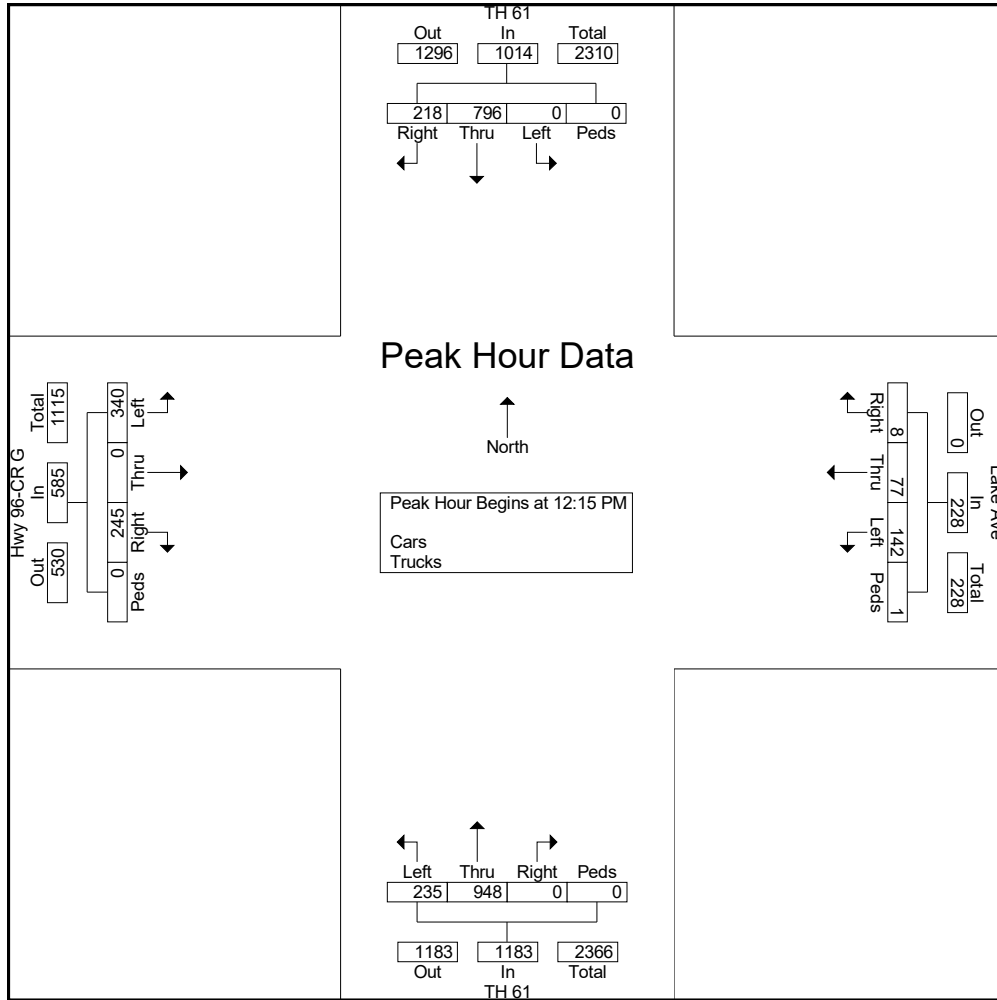 TH 61
Out In Total
1296 1014 2310
218 796 0 0
Right Thru Left Peds
Peak Hour Data
North
Peak Hour Begins at 12:15 PM
Cars
Trucks
Hwy 96-CR G
Total In Out
1115 585 530
340 0 245 0
Left Thru Right Peds
Lake Ave
Out In Total
0 228 228
8 77 142 1
Right Thru Left Peds
Left Thru Right Peds
235 948 0 0
1183 1183 2366
Out In Total
TH 61